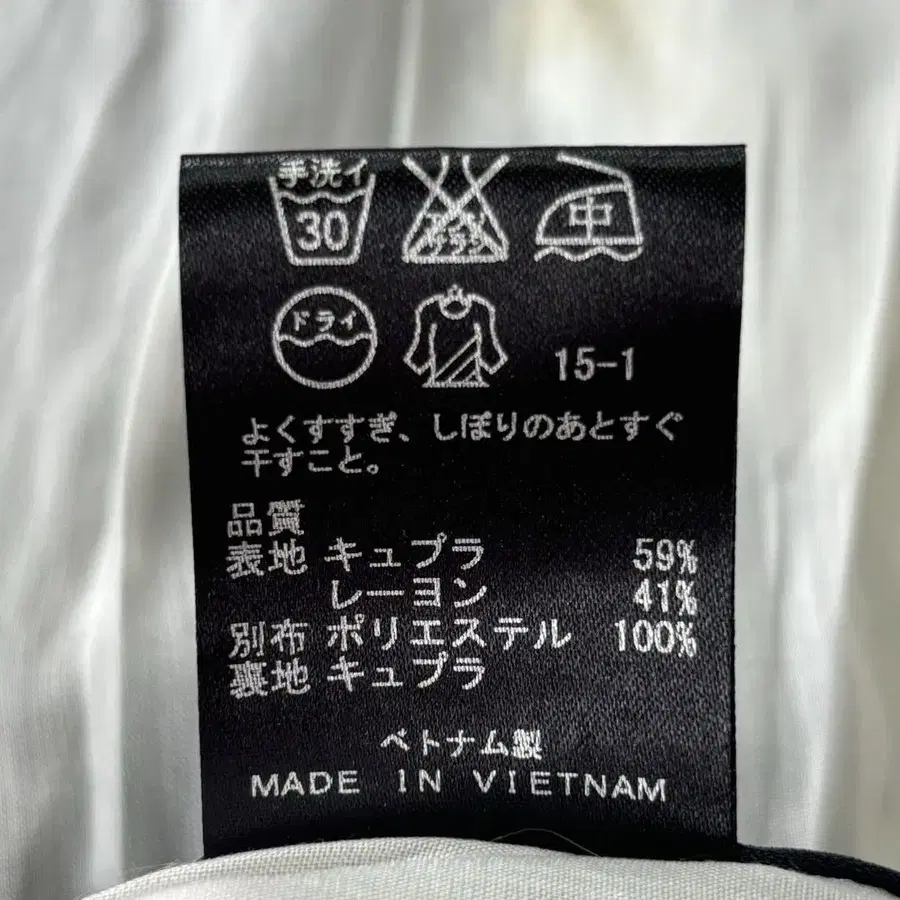 手洗イ
30
中
ドライ
15-1
よくすすぎ、しぼりのあとすぐ
干すこと。
品質
表地 キュプラ 59%
レーヨン 41%
別布 ポリエステル 100%
裏地 キュプラ
ベトナム製
MADE IN VIETNAM